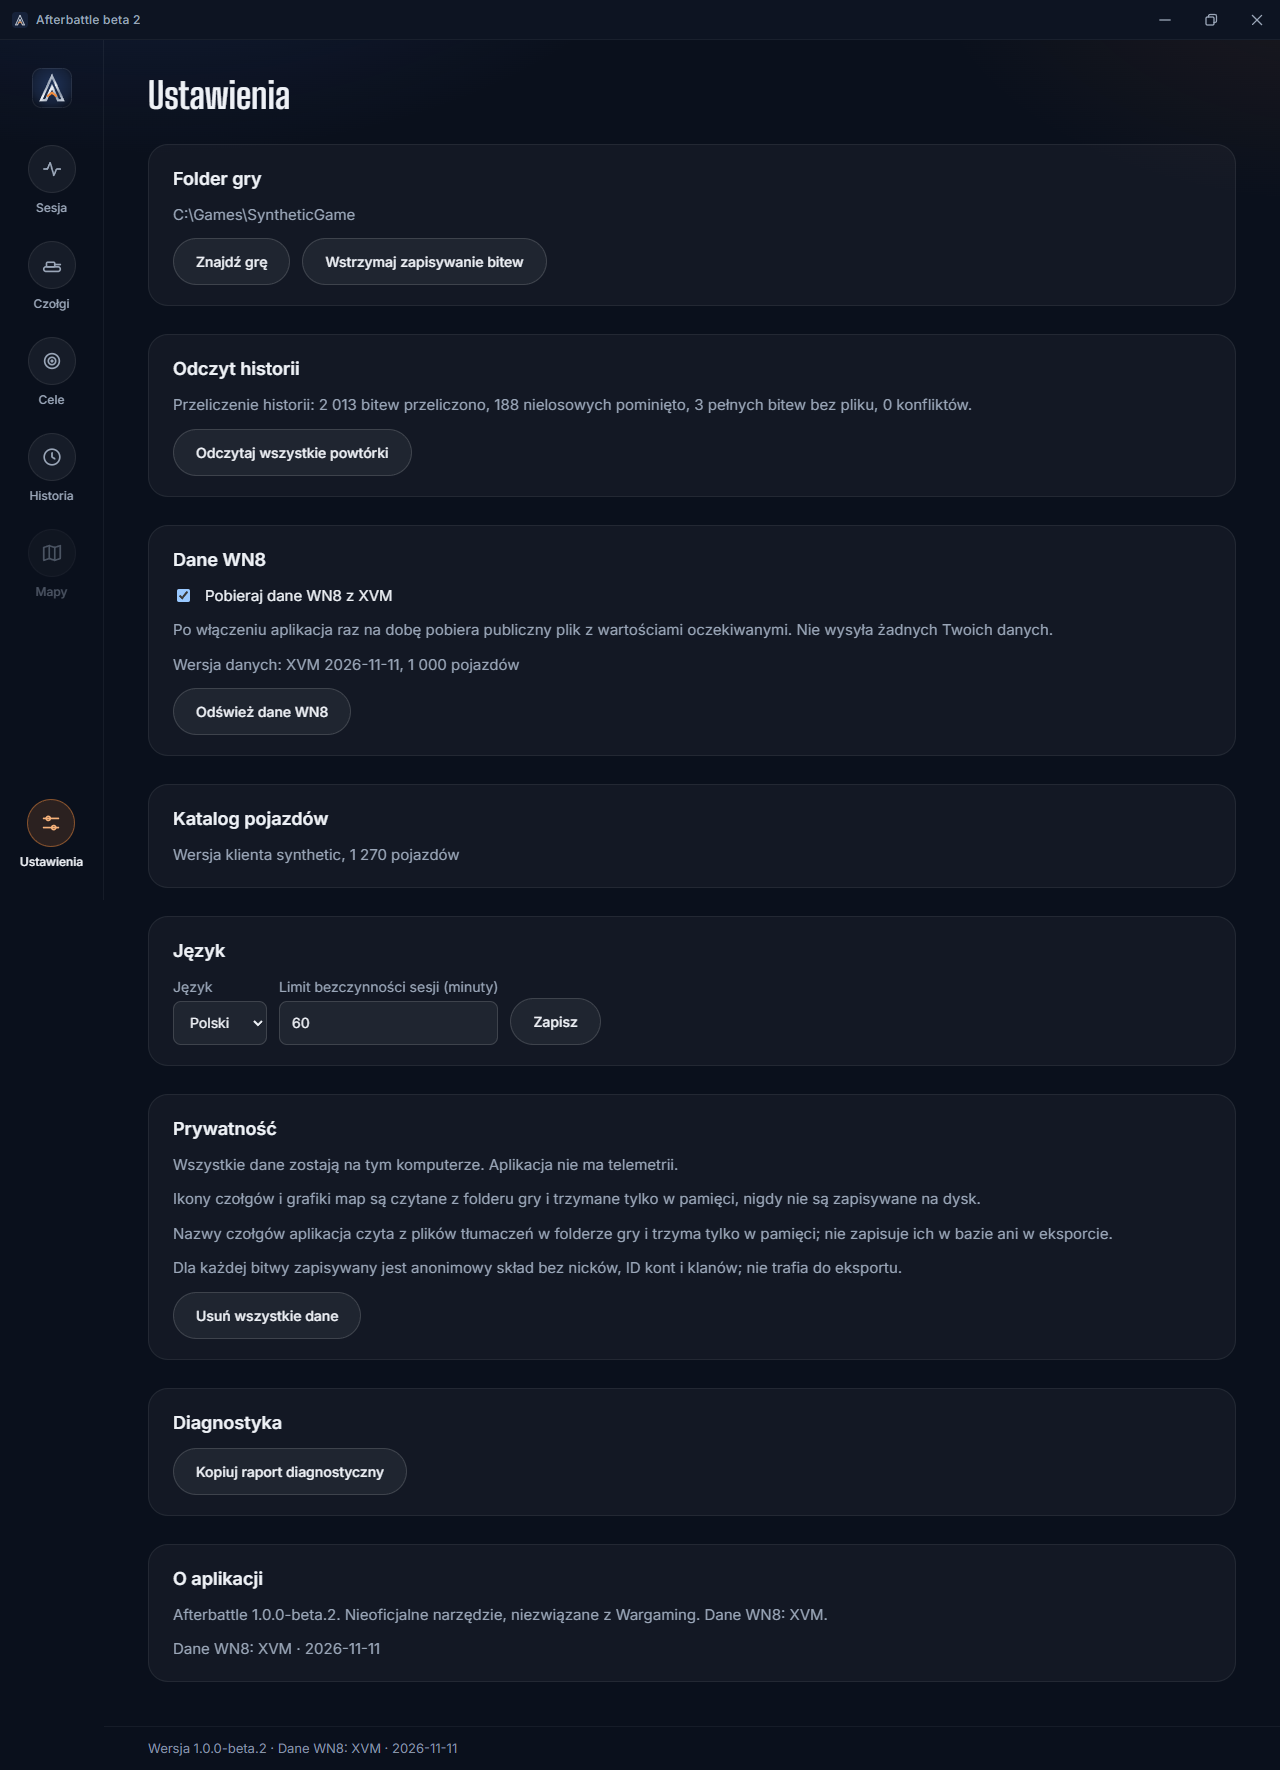 Afterbattle beta 2
Ustawienia
Sesja
Czołgi
Cele
Historia
Mapy
Ustawienia
Folder gry
C:\Games\SyntheticGame
Znajdź grę
Wstrzymaj zapisywanie bitew
Odczyt historii
Przeliczenie historii: 2 013 bitew przeliczono, 188 nielosowych pominięto, 3 pełnych bitew bez pliku, 0 konfliktów.
Odczytaj wszystkie powtórki
Dane WN8
Pobieraj dane WN8 z XVM
Po włączeniu aplikacja raz na dobę pobiera publiczny plik z wartościami oczekiwanymi. Nie wysyła żadnych Twoich danych.
Wersja danych: XVM 2026-11-11, 1 000 pojazdów
Odśwież dane WN8
Katalog pojazdów
Wersja klienta synthetic, 1 270 pojazdów
Język
Język
Limit bezczynności sesji (minuty)
Polski
60
Zapisz
Prywatność
Wszystkie dane zostają na tym komputerze. Aplikacja nie ma telemetrii.
Ikony czołgów i grafiki map są czytane z folderu gry i trzymane tylko w pamięci, nigdy nie są zapisywane na dysk.
Nazwy czołgów aplikacja czyta z plików tłumaczeń w folderze gry i trzyma tylko w pamięci; nie zapisuje ich w bazie ani w eksporcie.
Dla każdej bitwy zapisywany jest anonimowy skład bez nicków, ID kont i klanów; nie trafia do eksportu.
Usuń wszystkie dane
Diagnostyka
Kopiuj raport diagnostyczny
O aplikacji
Afterbattle 1.0.0-beta.2. Nieoficjalne narzędzie, niezwiązane z Wargaming. Dane WN8: XVM.
Dane WN8: XVM · 2026-11-11
Wersja 1.0.0-beta.2 · Dane WN8: XVM · 2026-11-11